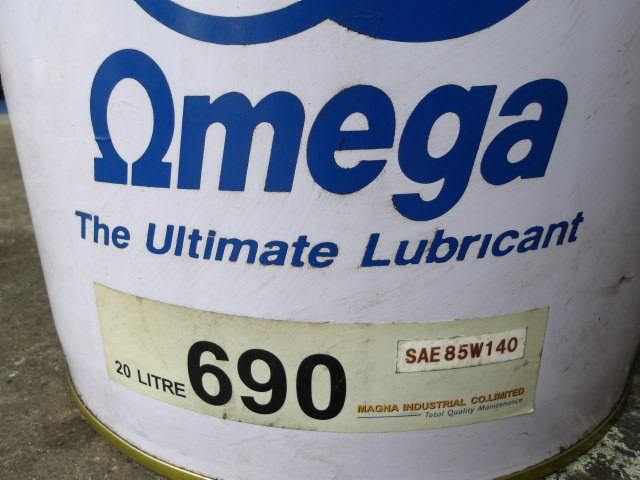 Ωmega
The Ultimate Lubricant
20 LITRE 690 SAE 85W140
MAGNA INDUSTRIAL CO.LIMITED
Total Quality Maintenance